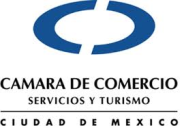 CAMARA DE COMERCIO
SERVICIOS Y TURISMO
CIUDAD DE MEXICO